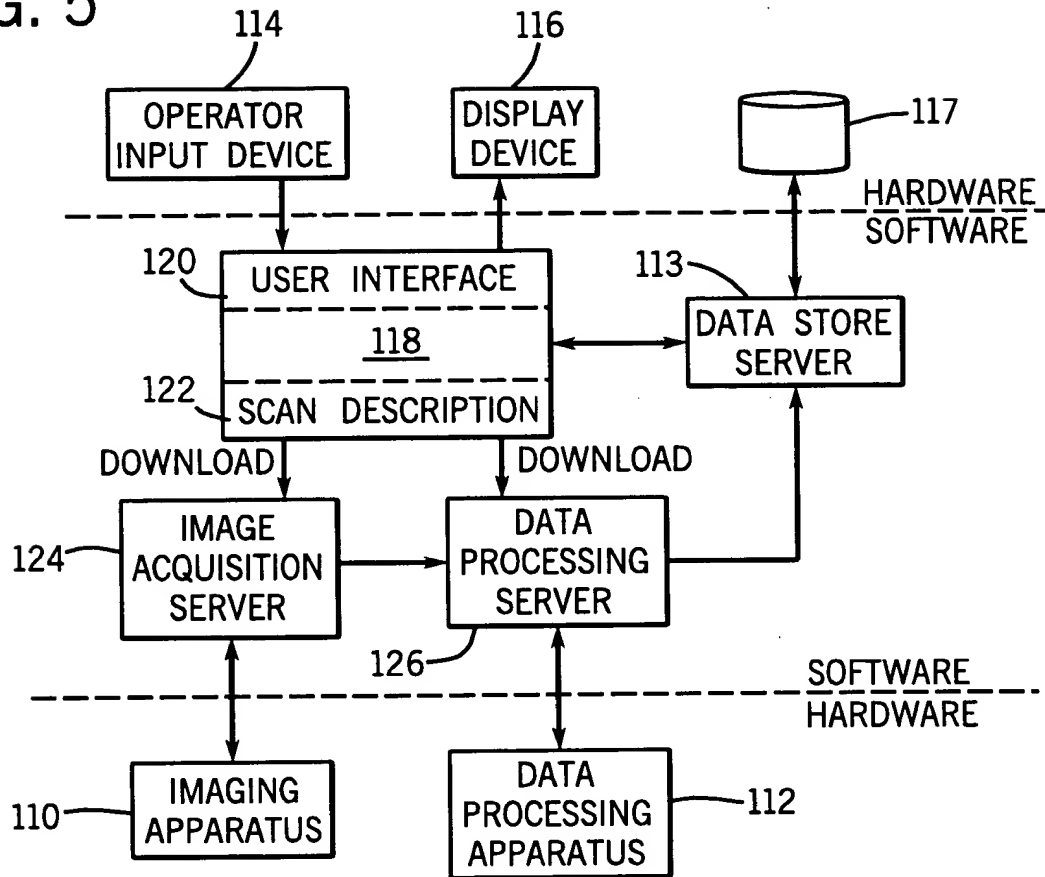 G. 5
114
116
OPERATOR
INPUT DEVICE
DISPLAY
DEVICE
117
HARDWARE
SOFTWARE
120
USER INTERFACE
113
118
DATA STORE
SERVER
122
SCAN DESCRIPTION
DOWNLOAD
DOWNLOAD
124
IMAGE
ACQUISITION
SERVER
DATA
PROCESSING
SERVER
126
SOFTWARE
HARDWARE
110
IMAGING
APPARATUS
DATA
PROCESSING
APPARATUS
112